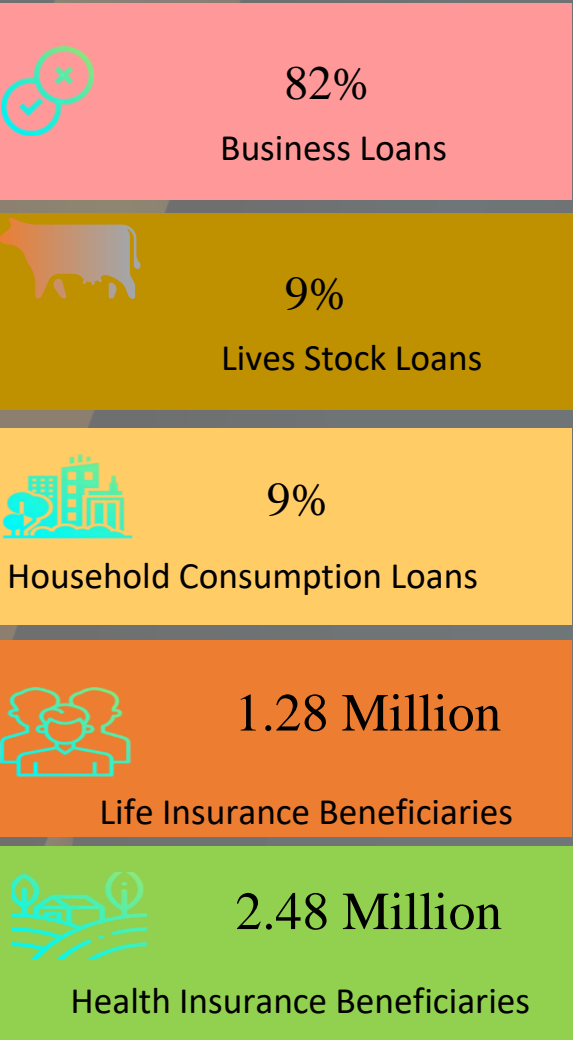 82%
Business Loans
9%
Lives Stock Loans
9%
Household Consumption Loans
1.28 Million
Life Insurance Beneficiaries
2.48 Million
Health Insurance Beneficiaries